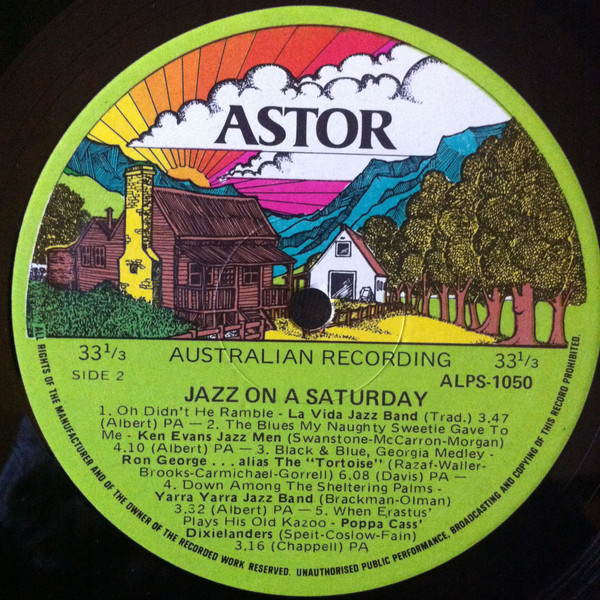 ASTOR
33 1/3 AUSTRALIAN RECORDING 33 1/3
SIDE 2 ALPS-1050
JAZZ ON A SATURDAY
1. Oh Didn't He Ramble - La Vida Jazz Band (Trad.) 3.47
(Albert) PA — 2. The Blues My Naughty Sweetie Gave To
Me - Ken Evans Jazz Men (Swanstone-McCarron-Morgan)
4.10 (Albert) PA — 3. Black & Blue, Georgia Medley -
Ron George . . . alias The "Tortoise" (Razaf-Waller-
Brooks-Carmichael-Gorrell) 6.08 (Davis) PA —
4. Down Among The Sheltering Palms -
Yarra Yarra Jazz Band (Brackman-Olman)
3.32 (Albert) PA — 5. When Erastus'
Plays His Old Kazoo - Poppa Cass'
Dixielanders (Speit-Coslow-Fain)
3.16 (Chappell) PA
ALL RIGHTS OF THE MANUFACTURER AND OF THE OWNER OF THE RECORDED WORK RESERVED. UNAUTHORISED PUBLIC PERFORMANCE, BROADCASTING AND COPYING OF THIS RECORD PROHIBITED.